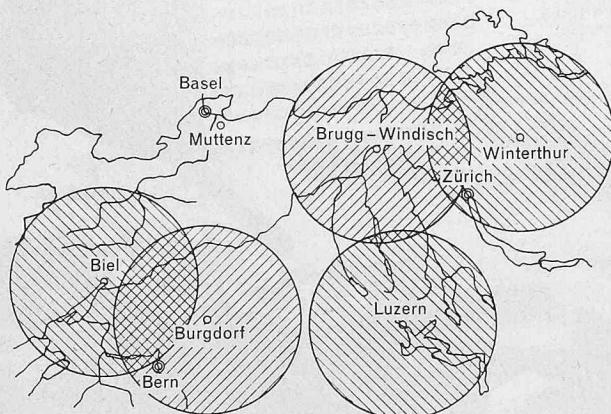 Basel
Muttenz
Brugg–Windisch
Winterthur
Zürich
Biel
Burgdorf
Luzern
Bern